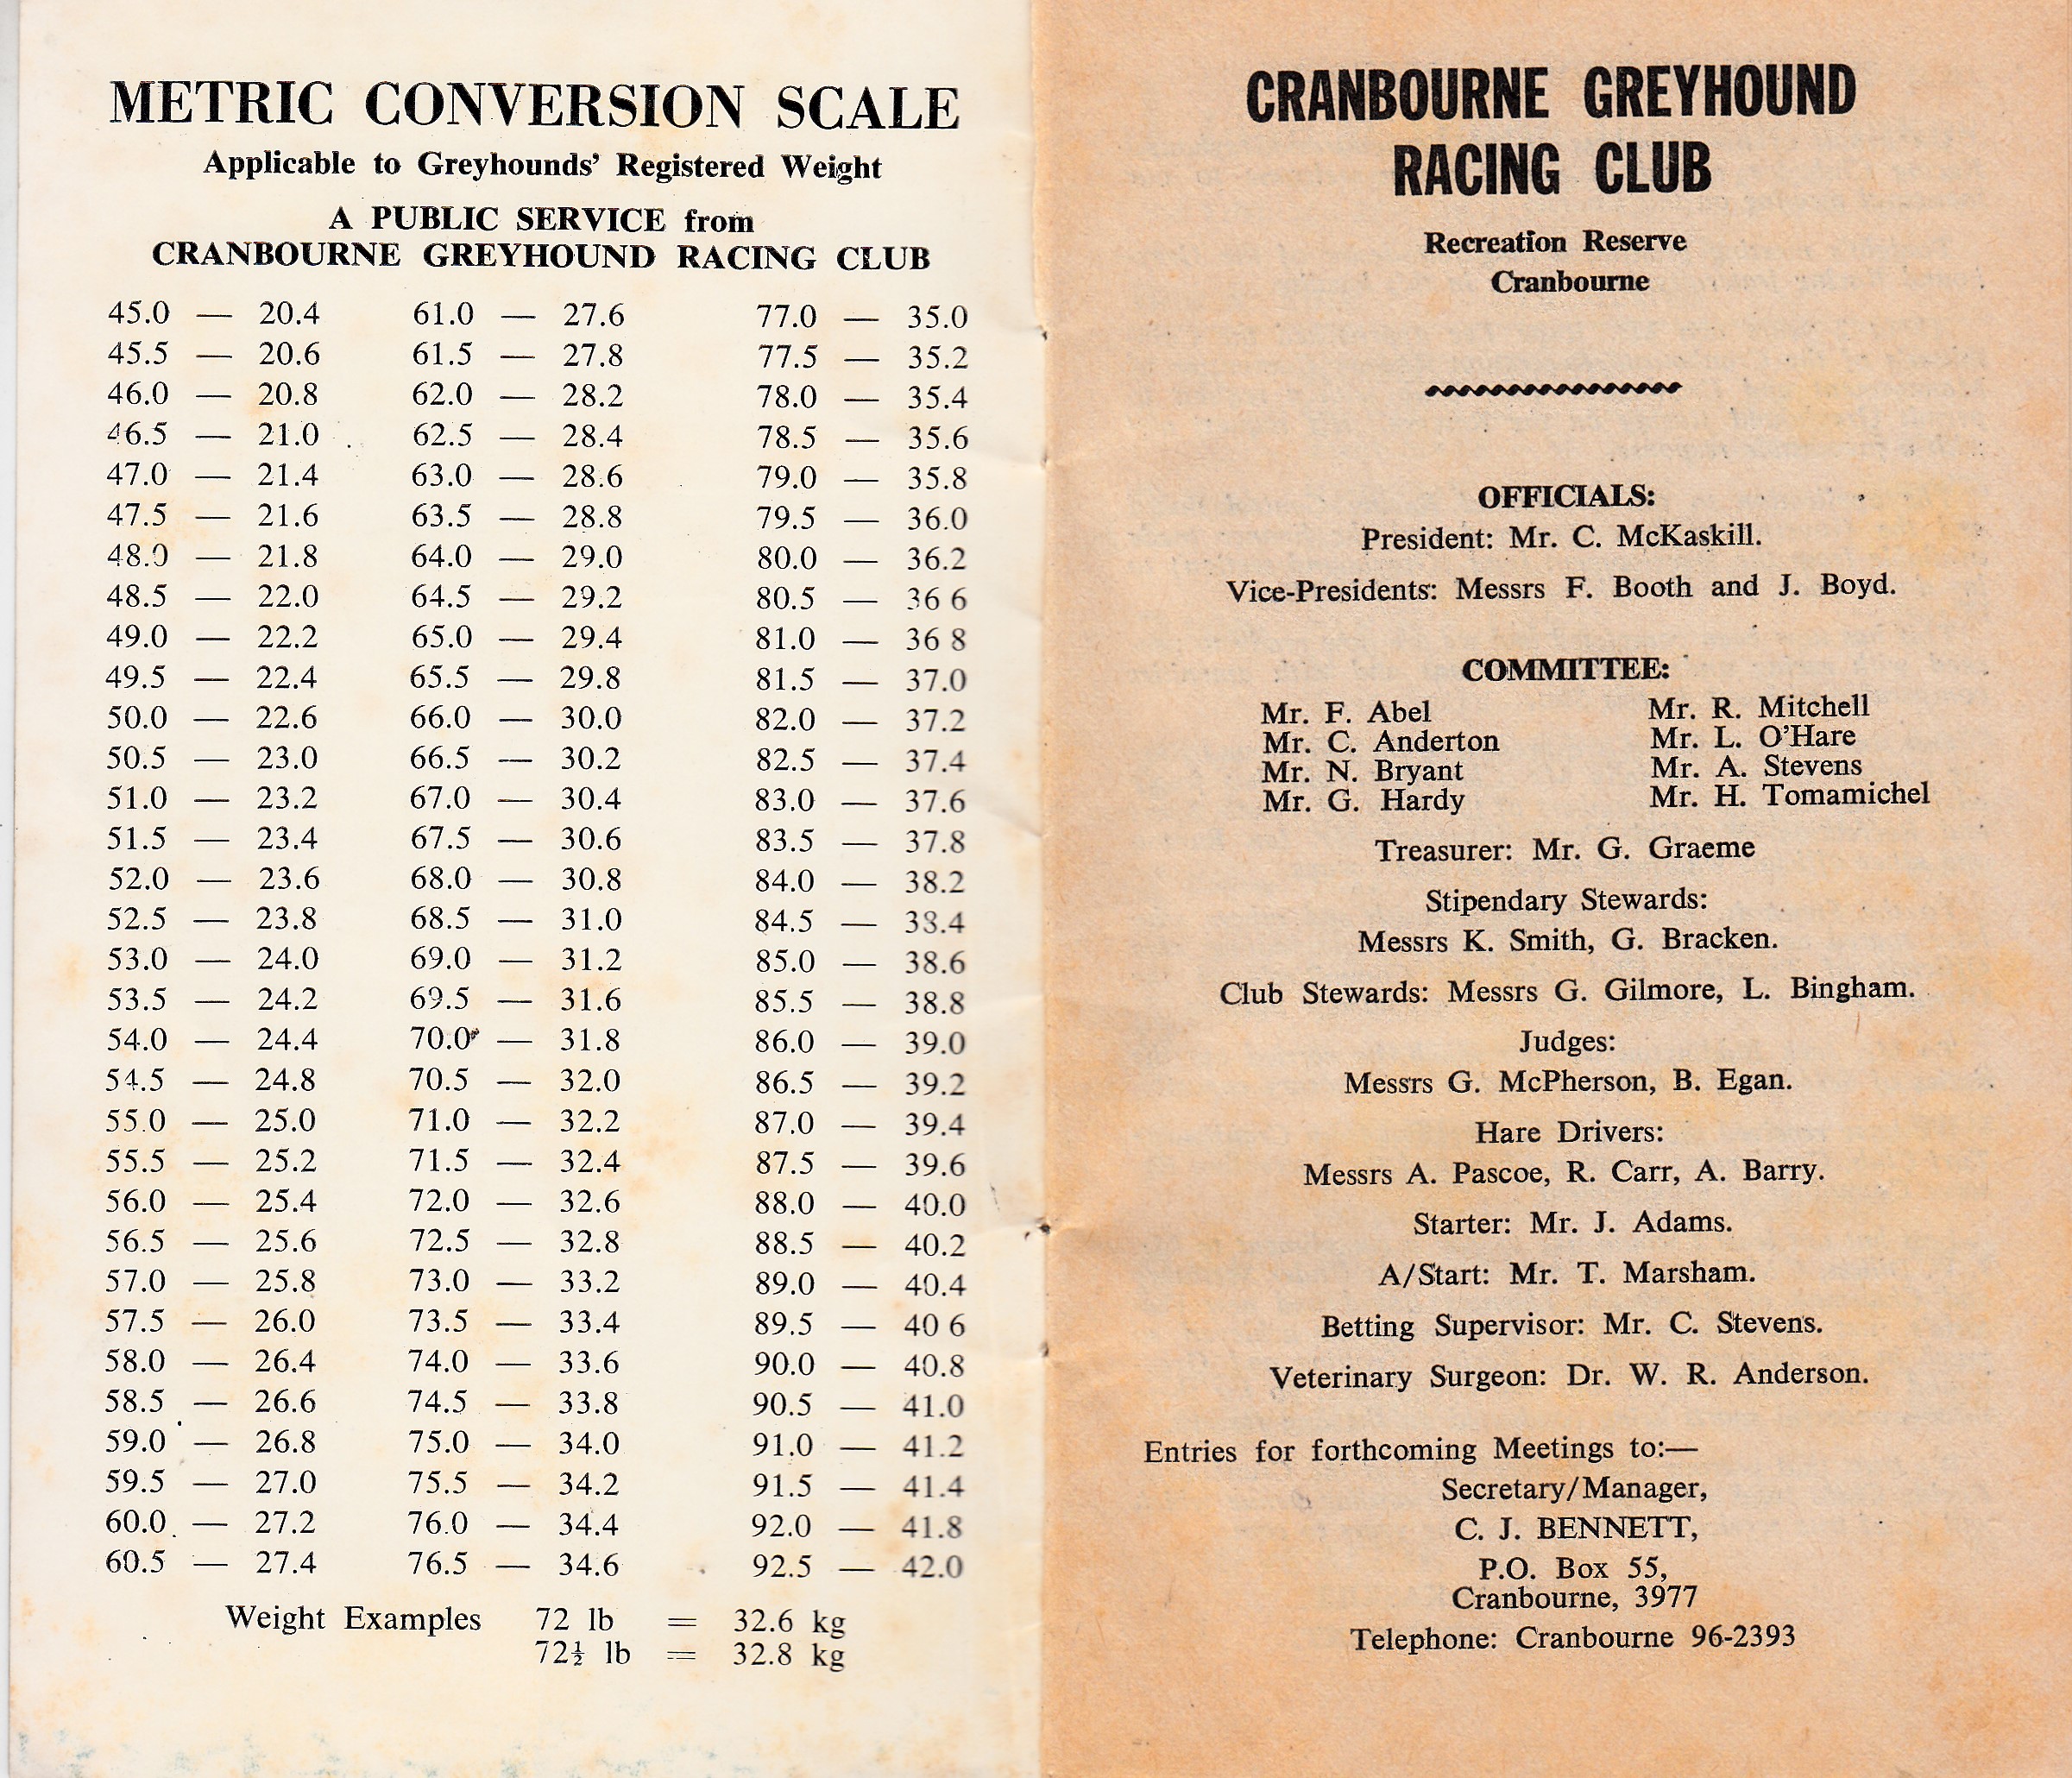 METRIC CONVERSION SCALE
Applicable to Greyhounds' Registered Weight
A PUBLIC SERVICE from
CRANBOURNE GREYHOUND RACING CLUB
45.0 — 20.4 61.0 — 27.6 77.0 — 35.0
45.5 — 20.6 61.5 — 27.8 77.5 — 35.2
46.0 — 20.8 62.0 — 28.2 78.0 — 35.4
46.5 — 21.0 62.5 — 28.4 78.5 — 35.6
47.0 — 21.4 63.0 — 28.6 79.0 — 35.8
47.5 — 21.6 63.5 — 28.8 79.5 — 36.0
48.0 — 21.8 64.0 — 29.0 80.0 — 36.2
48.5 — 22.0 64.5 — 29.2 80.5 — 36 6
49.0 — 22.2 65.0 — 29.4 81.0 — 36 8
49.5 — 22.4 65.5 — 29.8 81.5 — 37.0
50.0 — 22.6 66.0 — 30.0 82.0 — 37.2
50.5 — 23.0 66.5 — 30.2 82.5 — 37.4
51.0 — 23.2 67.0 — 30.4 83.0 — 37.6
51.5 — 23.4 67.5 — 30.6 83.5 — 37.8
52.0 — 23.6 68.0 — 30.8 84.0 — 38.2
52.5 — 23.8 68.5 — 31.0 84.5 — 38.4
53.0 — 24.0 69.0 — 31.2 85.0 — 38.6
53.5 — 24.2 69.5 — 31.6 85.5 — 38.8
54.0 — 24.4 70.0 — 31.8 86.0 — 39.0
54.5 — 24.8 70.5 — 32.0 86.5 — 39.2
55.0 — 25.0 71.0 — 32.2 87.0 — 39.4
55.5 — 25.2 71.5 — 32.4 87.5 — 39.6
56.0 — 25.4 72.0 — 32.6 88.0 — 40.0
56.5 — 25.6 72.5 — 32.8 88.5 — 40.2
57.0 — 25.8 73.0 — 33.2 89.0 — 40.4
57.5 — 26.0 73.5 — 33.4 89.5 — 40 6
58.0 — 26.4 74.0 — 33.6 90.0 — 40.8
58.5 — 26.6 74.5 — 33.8 90.5 — 41.0
59.0 — 26.8 75.0 — 34.0 91.0 — 41.2
59.5 — 27.0 75.5 — 34.2 91.5 — 41.4
60.0 — 27.2 76.0 — 34.4 92.0 — 41.8
60.5 — 27.4 76.5 — 34.6 92.5 — 42.0
Weight Examples 72 lb = 32.6 kg
72½ lb = 32.8 kg
CRANBOURNE GREYHOUND
RACING CLUB
Recreation Reserve
Cranbourne
OFFICIALS:
President: Mr. C. McKaskill.
Vice-Presidents: Messrs F. Booth and J. Boyd.
COMMITTEE:
Mr. F. Abel Mr. R. Mitchell
Mr. C. Anderton Mr. L. O'Hare
Mr. N. Bryant Mr. A. Stevens
Mr. G. Hardy Mr. H. Tomamichel
Treasurer: Mr. G. Graeme
Stipendary Stewards:
Messrs K. Smith, G. Bracken.
Club Stewards: Messrs G. Gilmore, L. Bingham.
Judges:
Messrs G. McPherson, B. Egan.
Hare Drivers:
Messrs A. Pascoe, R. Carr, A. Barry.
Starter: Mr. J. Adams.
A/Start: Mr. T. Marsham.
Betting Supervisor: Mr. C. Stevens.
Veterinary Surgeon: Dr. W. R. Anderson.
Entries for forthcoming Meetings to:—
Secretary/Manager,
C. J. BENNETT,
P.O. Box 55,
Cranbourne, 3977
Telephone: Cranbourne 96-2393